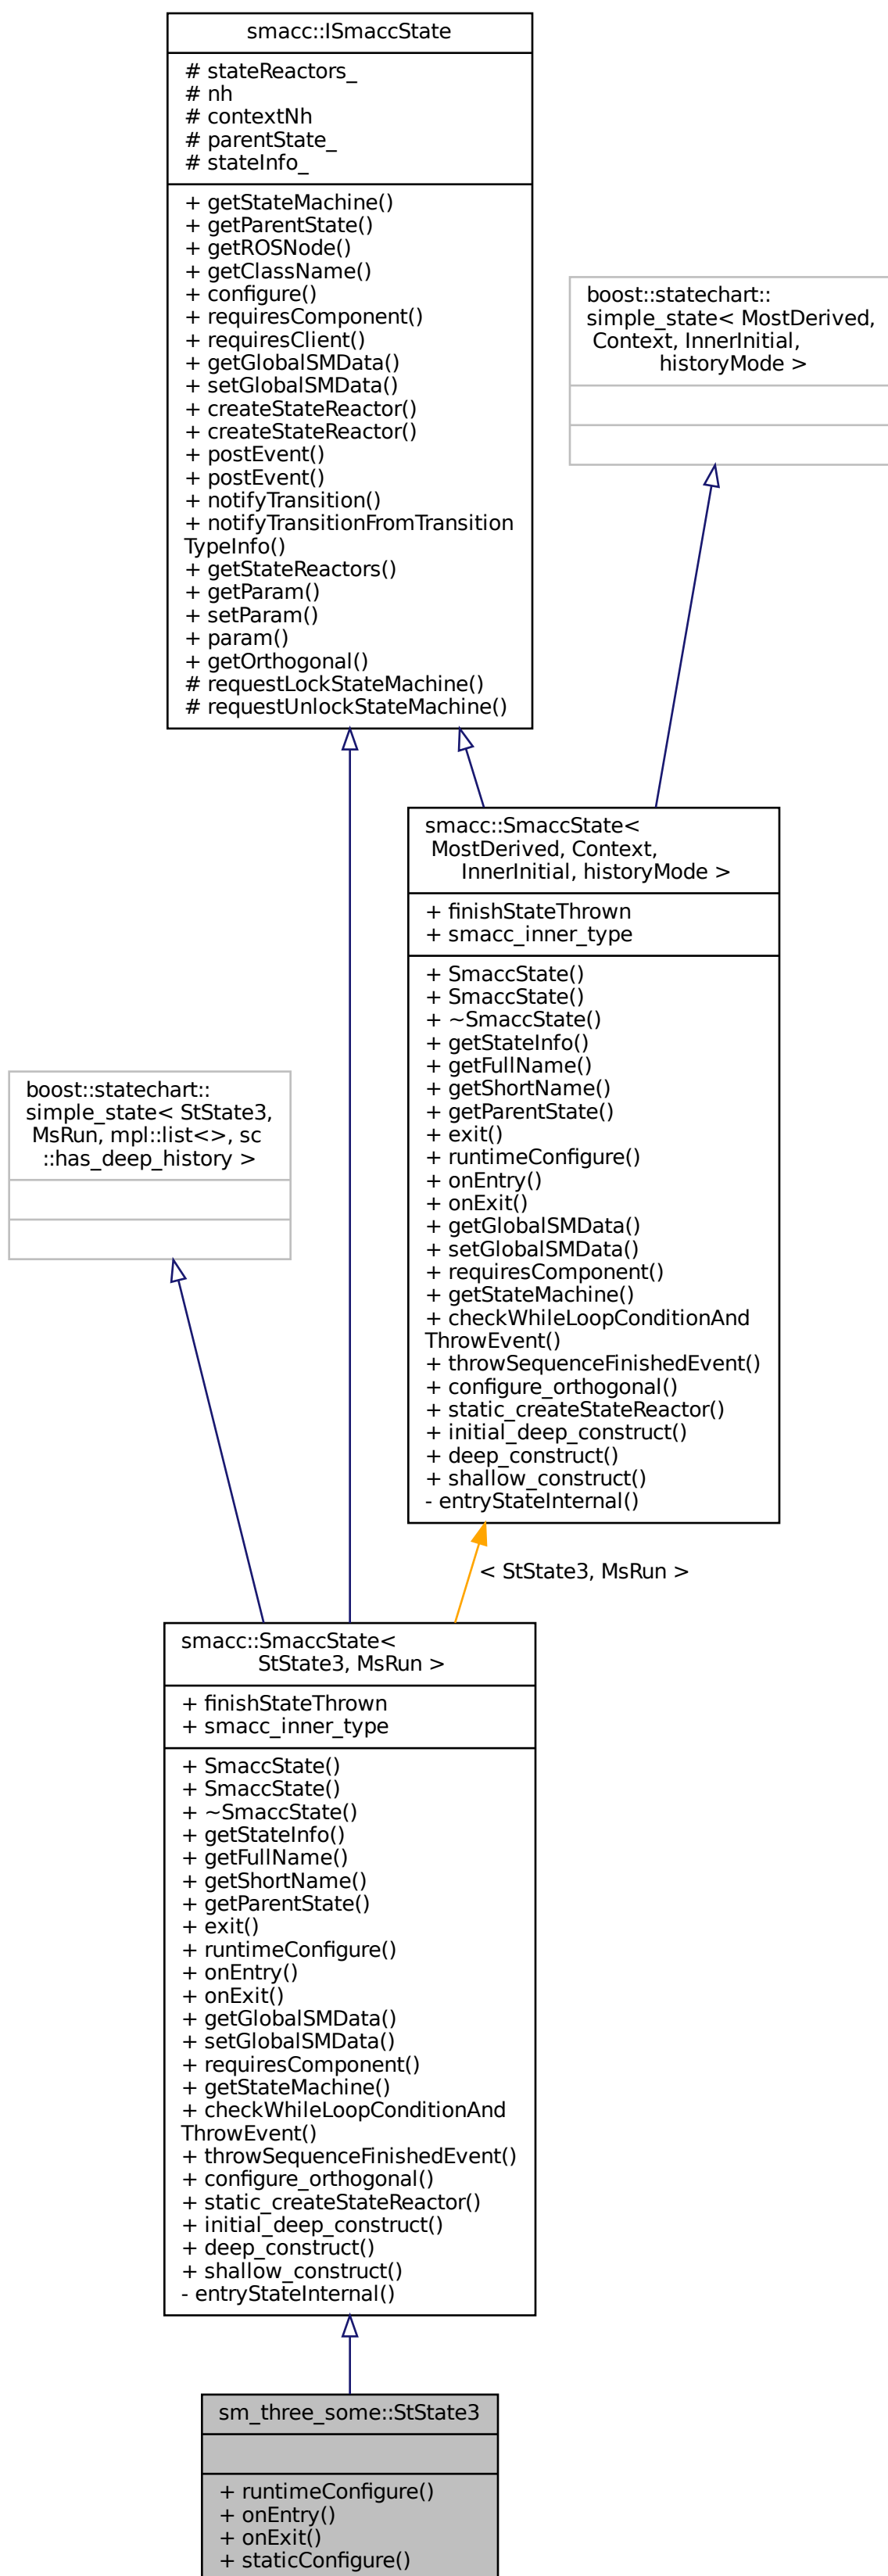 smacc::ISmaccState
# stateReactors_
# nh
# contextNh
# parentState_
# stateInfo_
+ getStateMachine()
+ getParentState()
+ getROSNode()
+ getClassName()
+ configure()
+ requiresComponent()
+ requiresClient()
+ getGlobalSMData()
+ setGlobalSMData()
+ createStateReactor()
+ createStateReactor()
+ postEvent()
+ postEvent()
+ notifyTransition()
+ notifyTransitionFromTransition
TypeInfo()
+ getStateReactors()
+ getParam()
+ setParam()
+ param()
+ getOrthogonal()
# requestLockStateMachine()
# requestUnlockStateMachine()
boost::statechart::
simple_state< MostDerived,
Context, InnerInitial,
historyMode >
smacc::SmaccState<
MostDerived, Context,
InnerInitial, historyMode >
+ finishStateThrown
+ smacc_inner_type
+ SmaccState()
+ SmaccState()
+ ~SmaccState()
+ getStateInfo()
+ getFullName()
+ getShortName()
+ getParentState()
+ exit()
+ runtimeConfigure()
+ onEntry()
+ onExit()
+ getGlobalSMData()
+ setGlobalSMData()
+ requiresComponent()
+ getStateMachine()
+ checkWhileLoopConditionAnd
ThrowEvent()
+ throwSequenceFinishedEvent()
+ configure_orthogonal()
+ static_createStateReactor()
+ initial_deep_construct()
+ deep_construct()
+ shallow_construct()
- entryStateInternal()
boost::statechart::
simple_state< StState3,
MsRun, mpl::list<>, sc
::has_deep_history >
< StState3, MsRun >
smacc::SmaccState<
StState3, MsRun >
+ finishStateThrown
+ smacc_inner_type
+ SmaccState()
+ SmaccState()
+ ~SmaccState()
+ getStateInfo()
+ getFullName()
+ getShortName()
+ getParentState()
+ exit()
+ runtimeConfigure()
+ onEntry()
+ onExit()
+ getGlobalSMData()
+ setGlobalSMData()
+ requiresComponent()
+ getStateMachine()
+ checkWhileLoopConditionAnd
ThrowEvent()
+ throwSequenceFinishedEvent()
+ configure_orthogonal()
+ static_createStateReactor()
+ initial_deep_construct()
+ deep_construct()
+ shallow_construct()
- entryStateInternal()
sm_three_some::StState3
+ runtimeConfigure()
+ onEntry()
+ onExit()
+ staticConfigure()